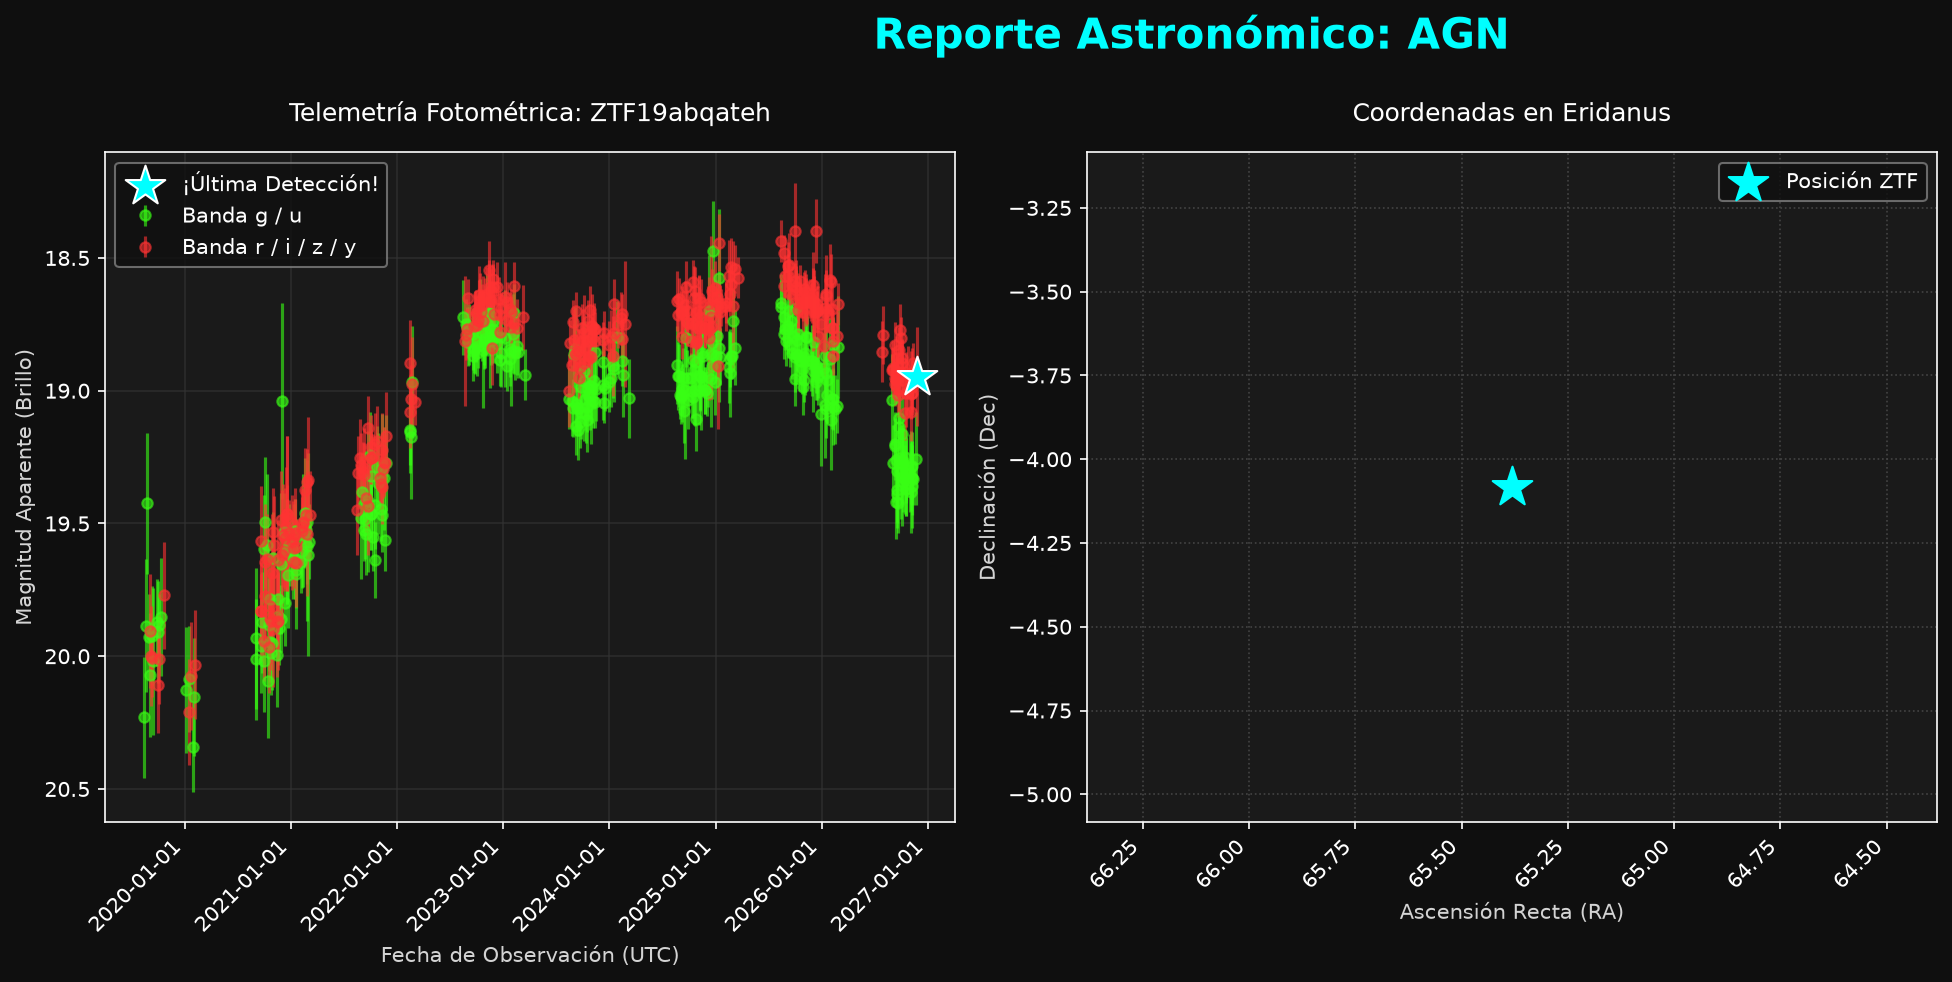 Reporte Astronómico: AGN
Telemetría Fotométrica: ZTF19abqateh
¡Última Detección!
Banda g / u
Banda r / i / z / y
Magnitud Aparente (Brillo)
18.5
19.0
19.5
20.0
20.5
2020-01-01
2021-01-01
2022-01-01
2023-01-01
2024-01-01
2025-01-01
2026-01-01
2027-01-01
Fecha de Observación (UTC)
Coordenadas en Eridanus
Posición ZTF
Declinación (Dec)
−3.25
−3.50
−3.75
−4.00
−4.25
−4.50
−4.75
−5.00
66.25
66.00
65.75
65.50
65.25
65.00
64.75
64.50
Ascensión Recta (RA)